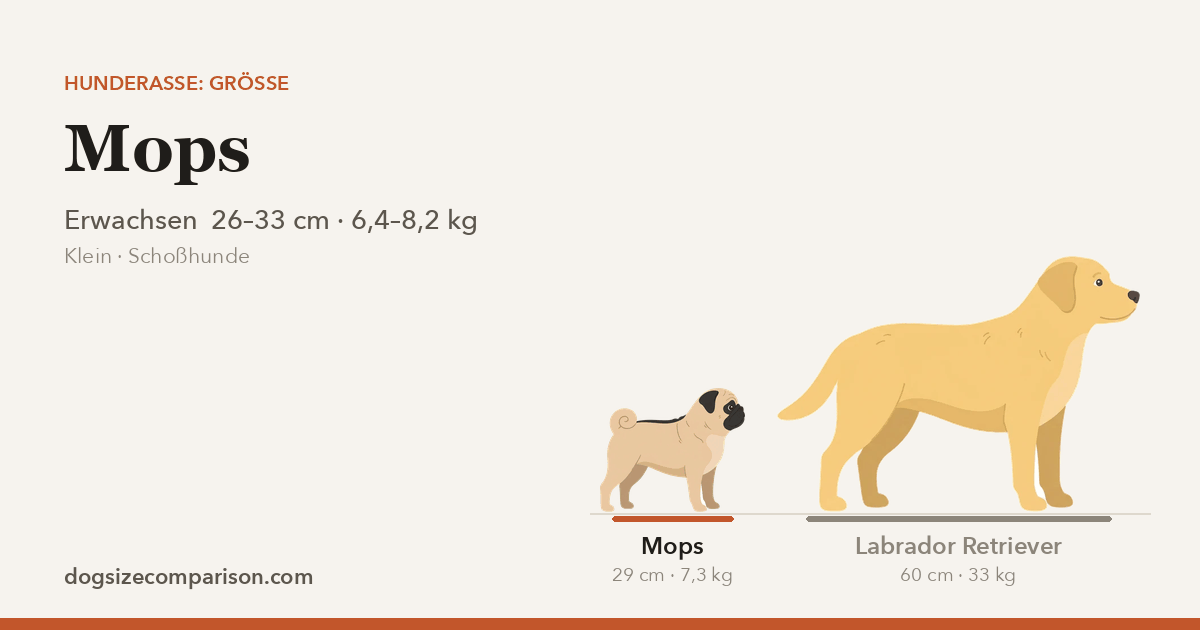 HUNDERASSE: GRÖSSE
Mops
Erwachsen 26–33 cm · 6,4–8,2 kg
Klein · Schoßhunde
Mops
29 cm · 7,3 kg
Labrador Retriever
60 cm · 33 kg
dogsizecomparison.com